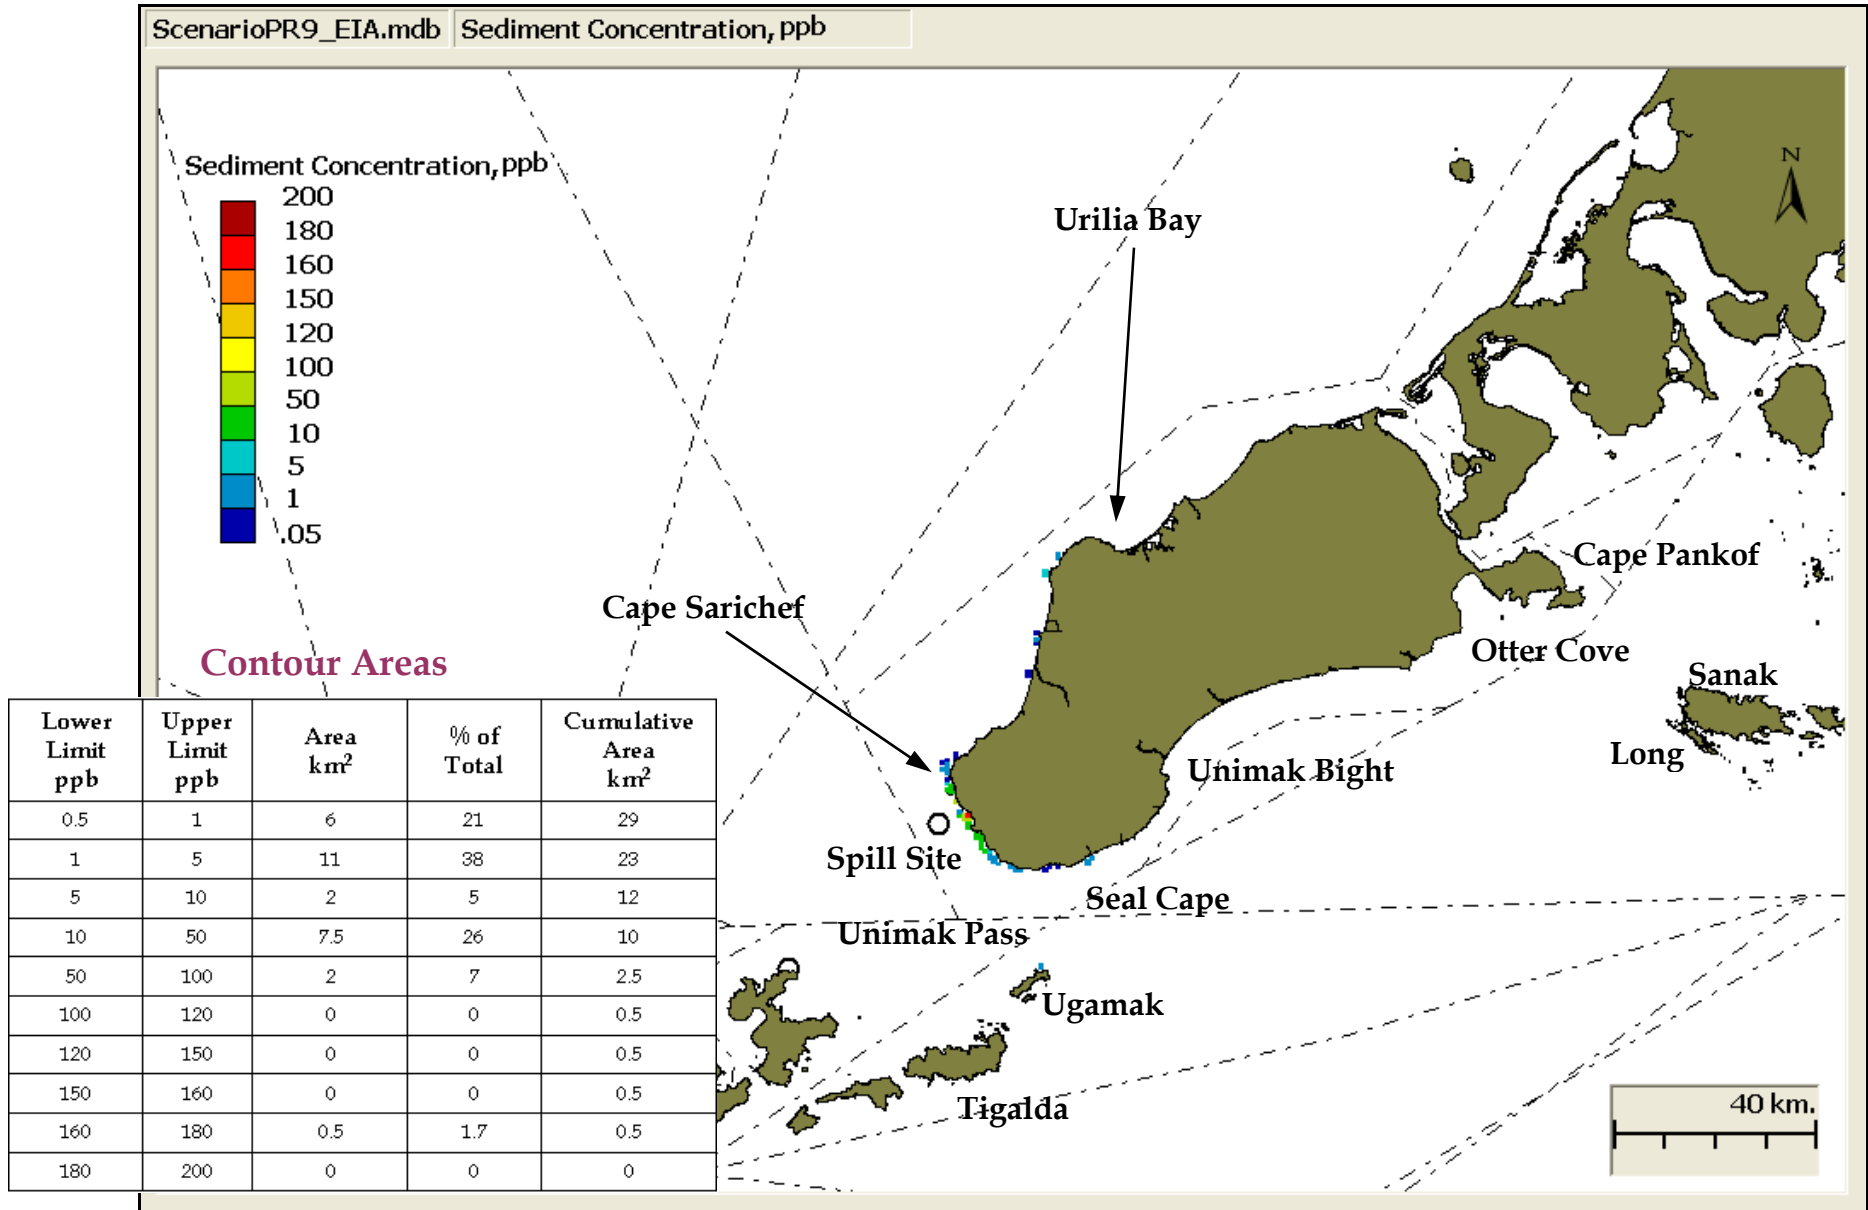 ScenarioPR9_EIA.mdb Sediment Concentration, ppb
Sediment Concentration, ppb
200
180
160
150
120
100
50
10
5
1
.05
N
Urilia Bay
Cape Sarichef
Cape Pankof
Otter Cove
Sanak
Long
Unimak Bight
Spill Site
Seal Cape
Unimak Pass
Ugamak
Tigalda
40 km.
Contour Areas
Lower Limit ppb Upper Limit ppb Area km² % of Total Cumulative Area km²
0.5 1 6 21 29
1 5 11 38 23
5 10 2 5 12
10 50 7.5 26 10
50 100 2 7 2.5
100 120 0 0 0.5
120 150 0 0 0.5
150 160 0 0 0.5
160 180 0.5 1.7 0.5
180 200 0 0 0